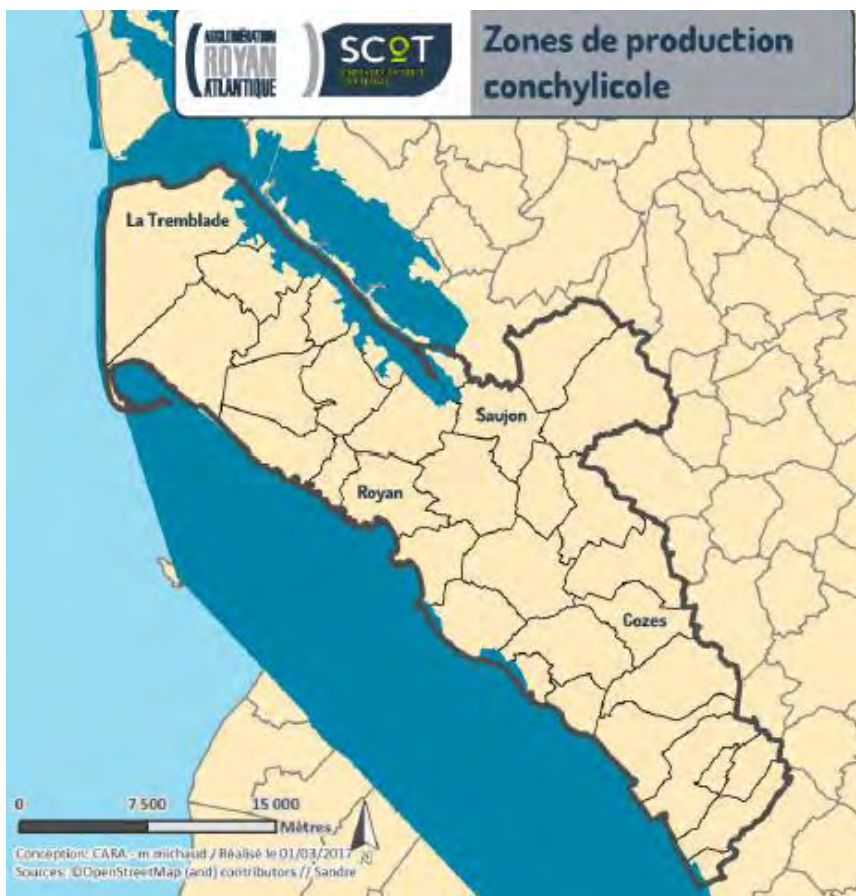 AGGLOMÉRATION
ROYAN
ATLANTIQUE
SCOT
Zones de production
conchylicole
La Tremblade
Saujon
Royan
Cozes
0 7 500 15 000
Mètres
Conception: CARA - m.michaud / Réalisé le 01/03/2017
Sources: ©OpenStreetMap (and) contributors // Sandre